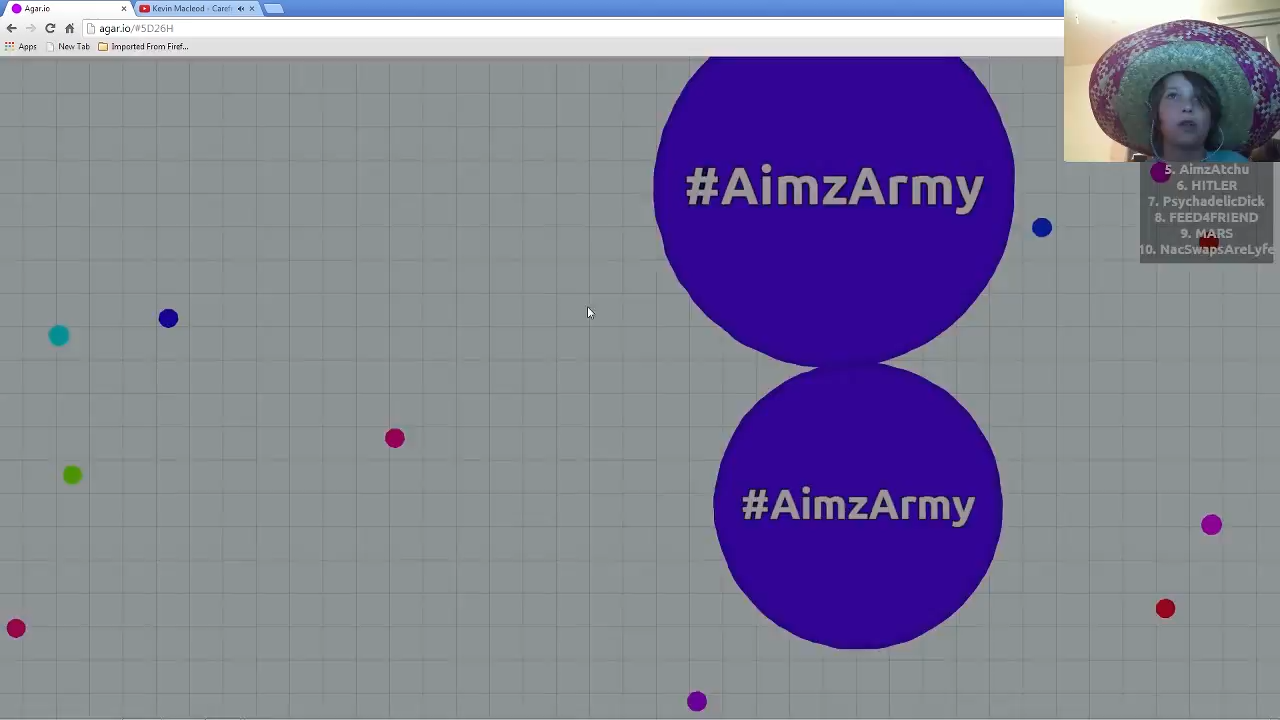 Agar.io
Kevin Macleod - Carefr
agar.io/#5D26H
Apps
New Tab
Imported From Firef...
#AimzArmy
5. AimzAtchu
6. HITLER
7. PsychadelicDick
8. FEED4FRIEND
9. MARS
10. NacSwapsAreLyfe
#AimzArmy